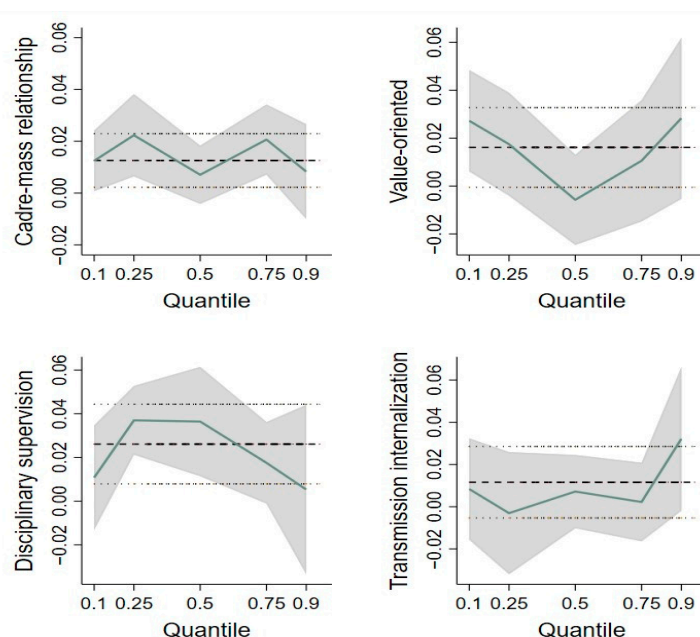 Cadre-mass relationship
0.06
0.04
0.02
0.00
−0.02
0.1 0.25 0.5 0.75 0.9
Quantile
Value-oriented
0.06
0.04
0.02
0.00
−0.02
0.1 0.25 0.5 0.75 0.9
Quantile
Disciplinary supervision
0.06
0.04
0.02
0.00
−0.02
0.1 0.25 0.5 0.75 0.9
Quantile
Transmission internalization
0.06
0.04
0.02
0.00
−0.02
0.1 0.25 0.5 0.75 0.9
Quantile